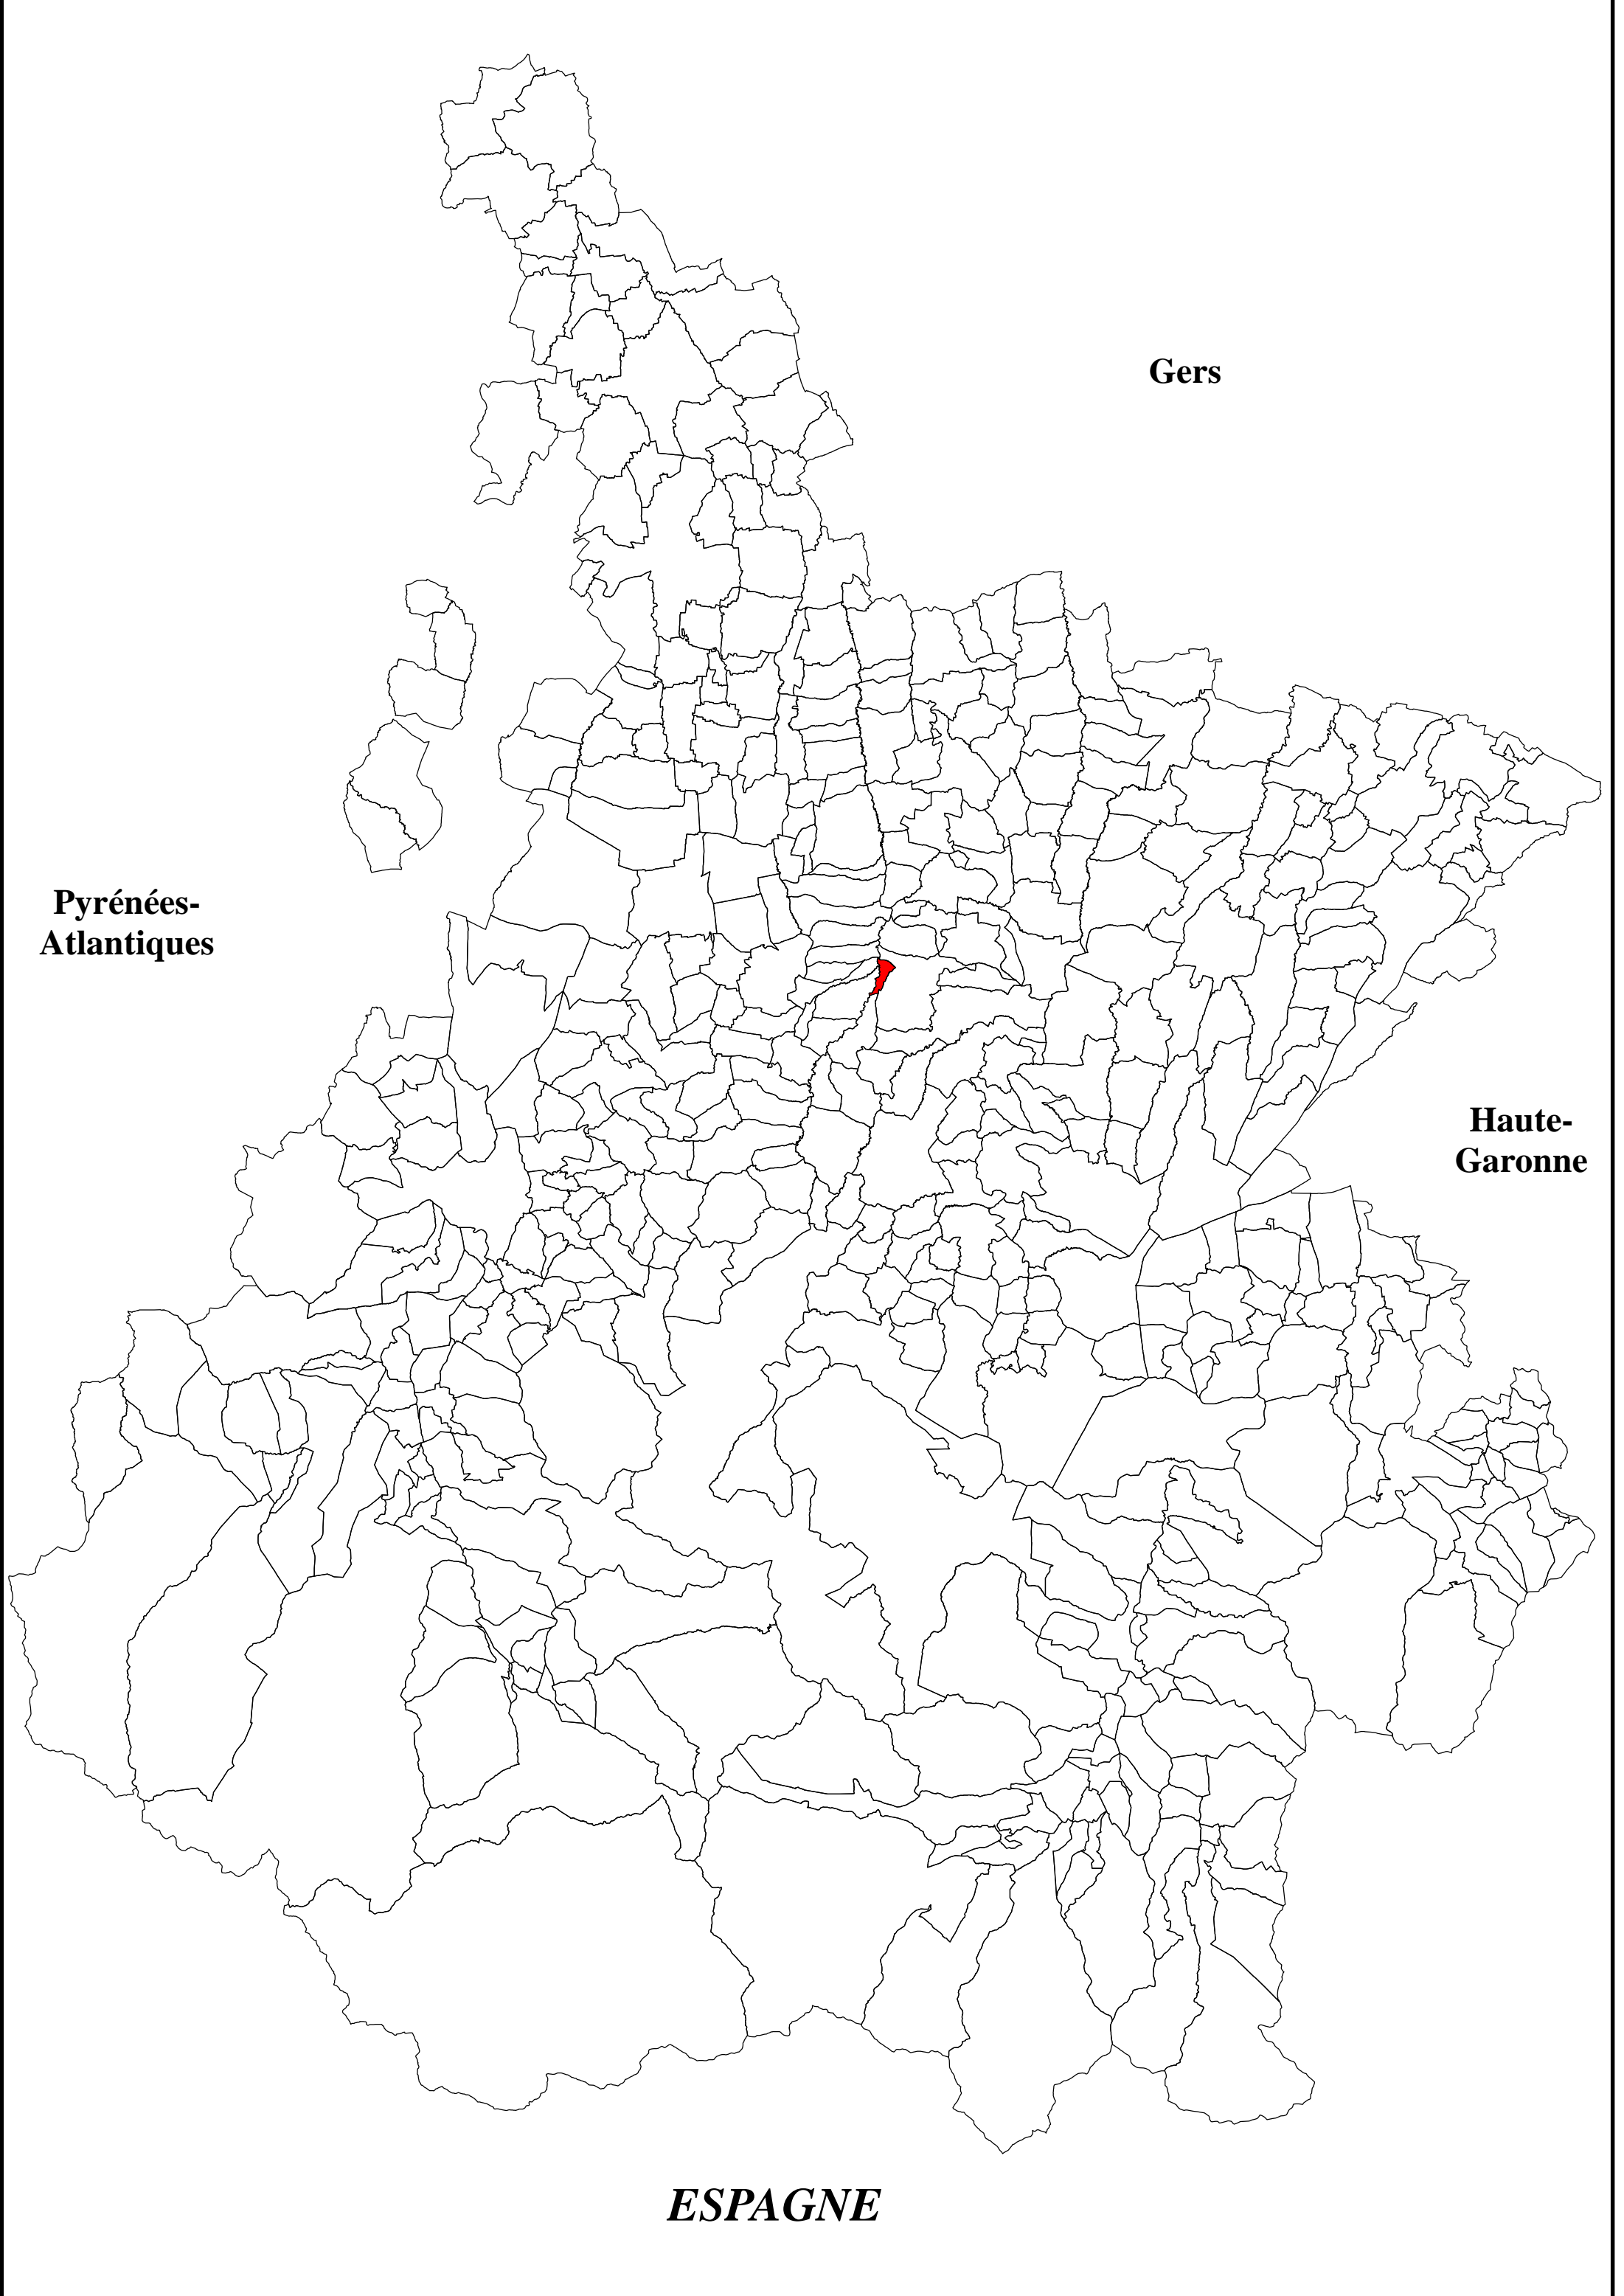 Gers
Pyrénées-
Atlantiques
Haute-
Garonne
ESPAGNE